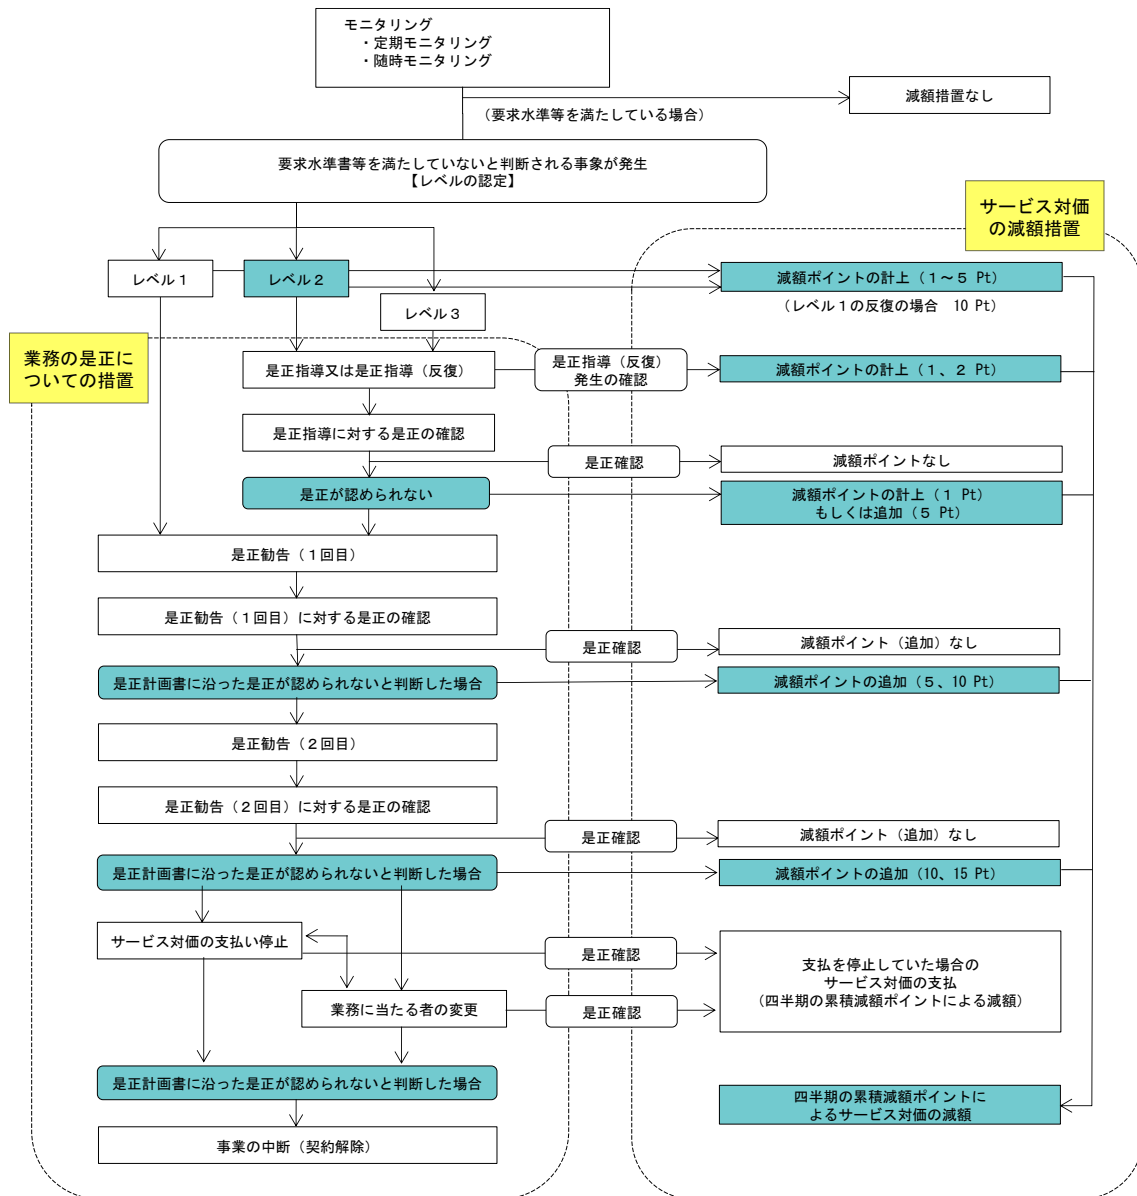 モニタリング
・定期モニタリング
・随時モニタリング
減額措置なし
（要求水準等を満たしている場合）
要求水準書等を満たしていないと判断される事象が発生
【レベルの認定】
サービス対価
の減額措置
レベル１
レベル２
減額ポイントの計上（１～５ Pt）
（レベル１の反復の場合　10 Pt）
レベル３
業務の是正に
ついての措置
是正指導又は是正指導（反復）
是正指導（反復）
発生の確認
減額ポイントの計上（１、２ Pt）
是正指導に対する是正の確認
是正確認
減額ポイントなし
是正が認められない
減額ポイントの計上（１ Pt）
もしくは追加（５ Pt）
是正勧告（１回目）
是正勧告（１回目）に対する是正の確認
是正確認
減額ポイント（追加）なし
是正計画書に沿った是正が認められないと判断した場合
減額ポイントの追加（５、10 Pt）
是正勧告（２回目）
是正勧告（２回目）に対する是正の確認
是正確認
減額ポイント（追加）なし
是正計画書に沿った是正が認められないと判断した場合
減額ポイントの追加（10、15 Pt）
サービス対価の支払い停止
是正確認
支払を停止していた場合の
サービス対価の支払
（四半期の累積減額ポイントによる減額）
業務に当たる者の変更
是正確認
是正計画書に沿った是正が認められないと判断した場合
四半期の累積減額ポイントに
よるサービス対価の減額
事業の中断（契約解除）